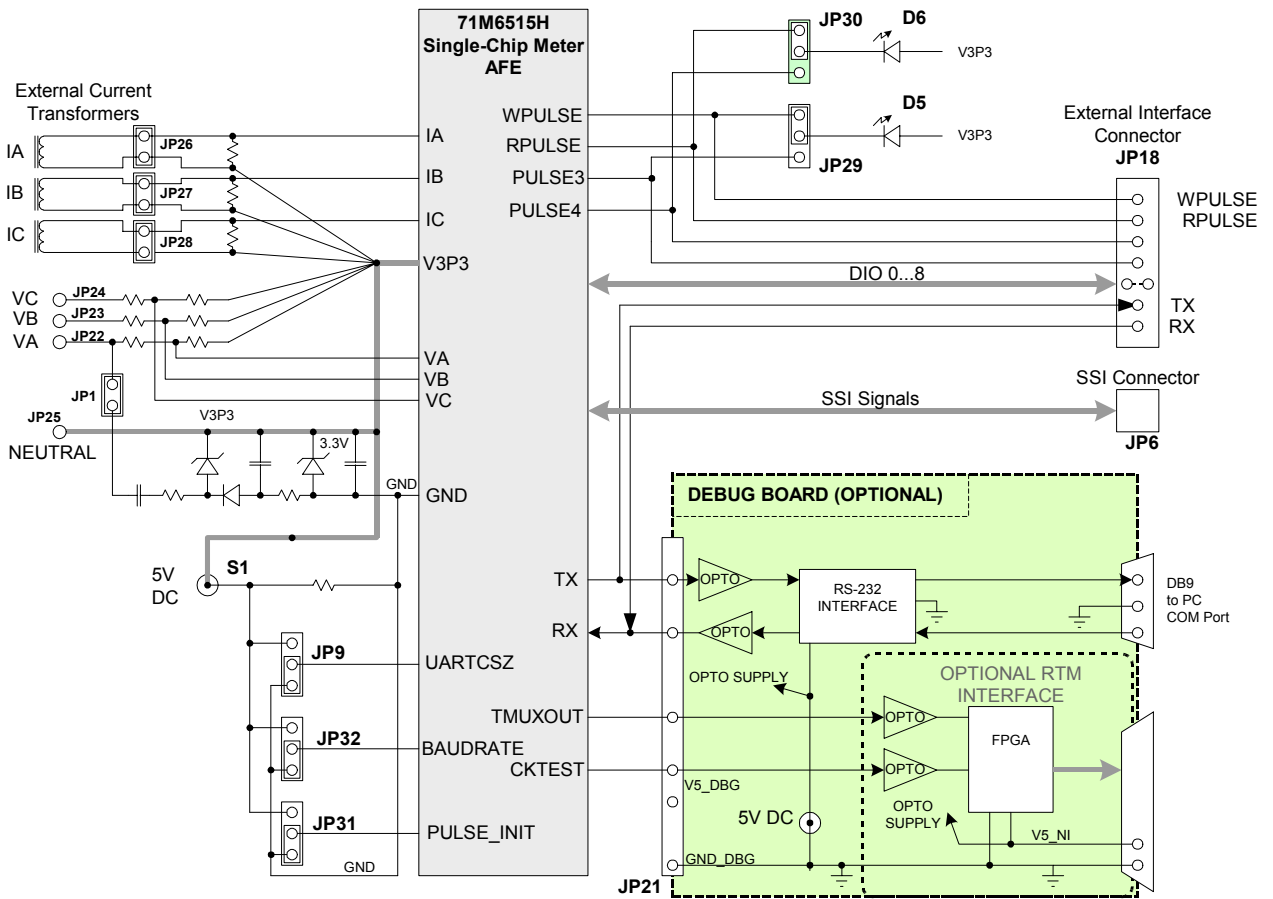 71M6515H
Single-Chip Meter
AFE
External Current
Transformers
IA
IB
IC
JP26
JP27
JP28
IA
IB
IC
V3P3
VC
VB
VA
JP24
JP23
JP22
VA
VB
VC
JP1
JP25
NEUTRAL
V3P3
3.3V
GND
GND
5V
DC
S1
JP9
UARTCSZ
JP32
BAUDRATE
JP31
PULSE_INIT
GND
WPULSE
RPULSE
PULSE3
PULSE4
JP30
D6
V3P3
D5
V3P3
JP29
External Interface
Connector
JP18
WPULSE
RPULSE
DIO 0...8
TX
RX
SSI Connector
SSI Signals
JP6
DEBUG BOARD (OPTIONAL)
TX
RX
TMUXOUT
CKTEST
OPTO
OPTO
RS-232
INTERFACE
DB9
to PC
COM Port
OPTO SUPPLY
OPTIONAL RTM
INTERFACE
OPTO
OPTO
FPGA
V5_DBG
5V DC
OPTO
SUPPLY
V5_NI
GND_DBG
JP21